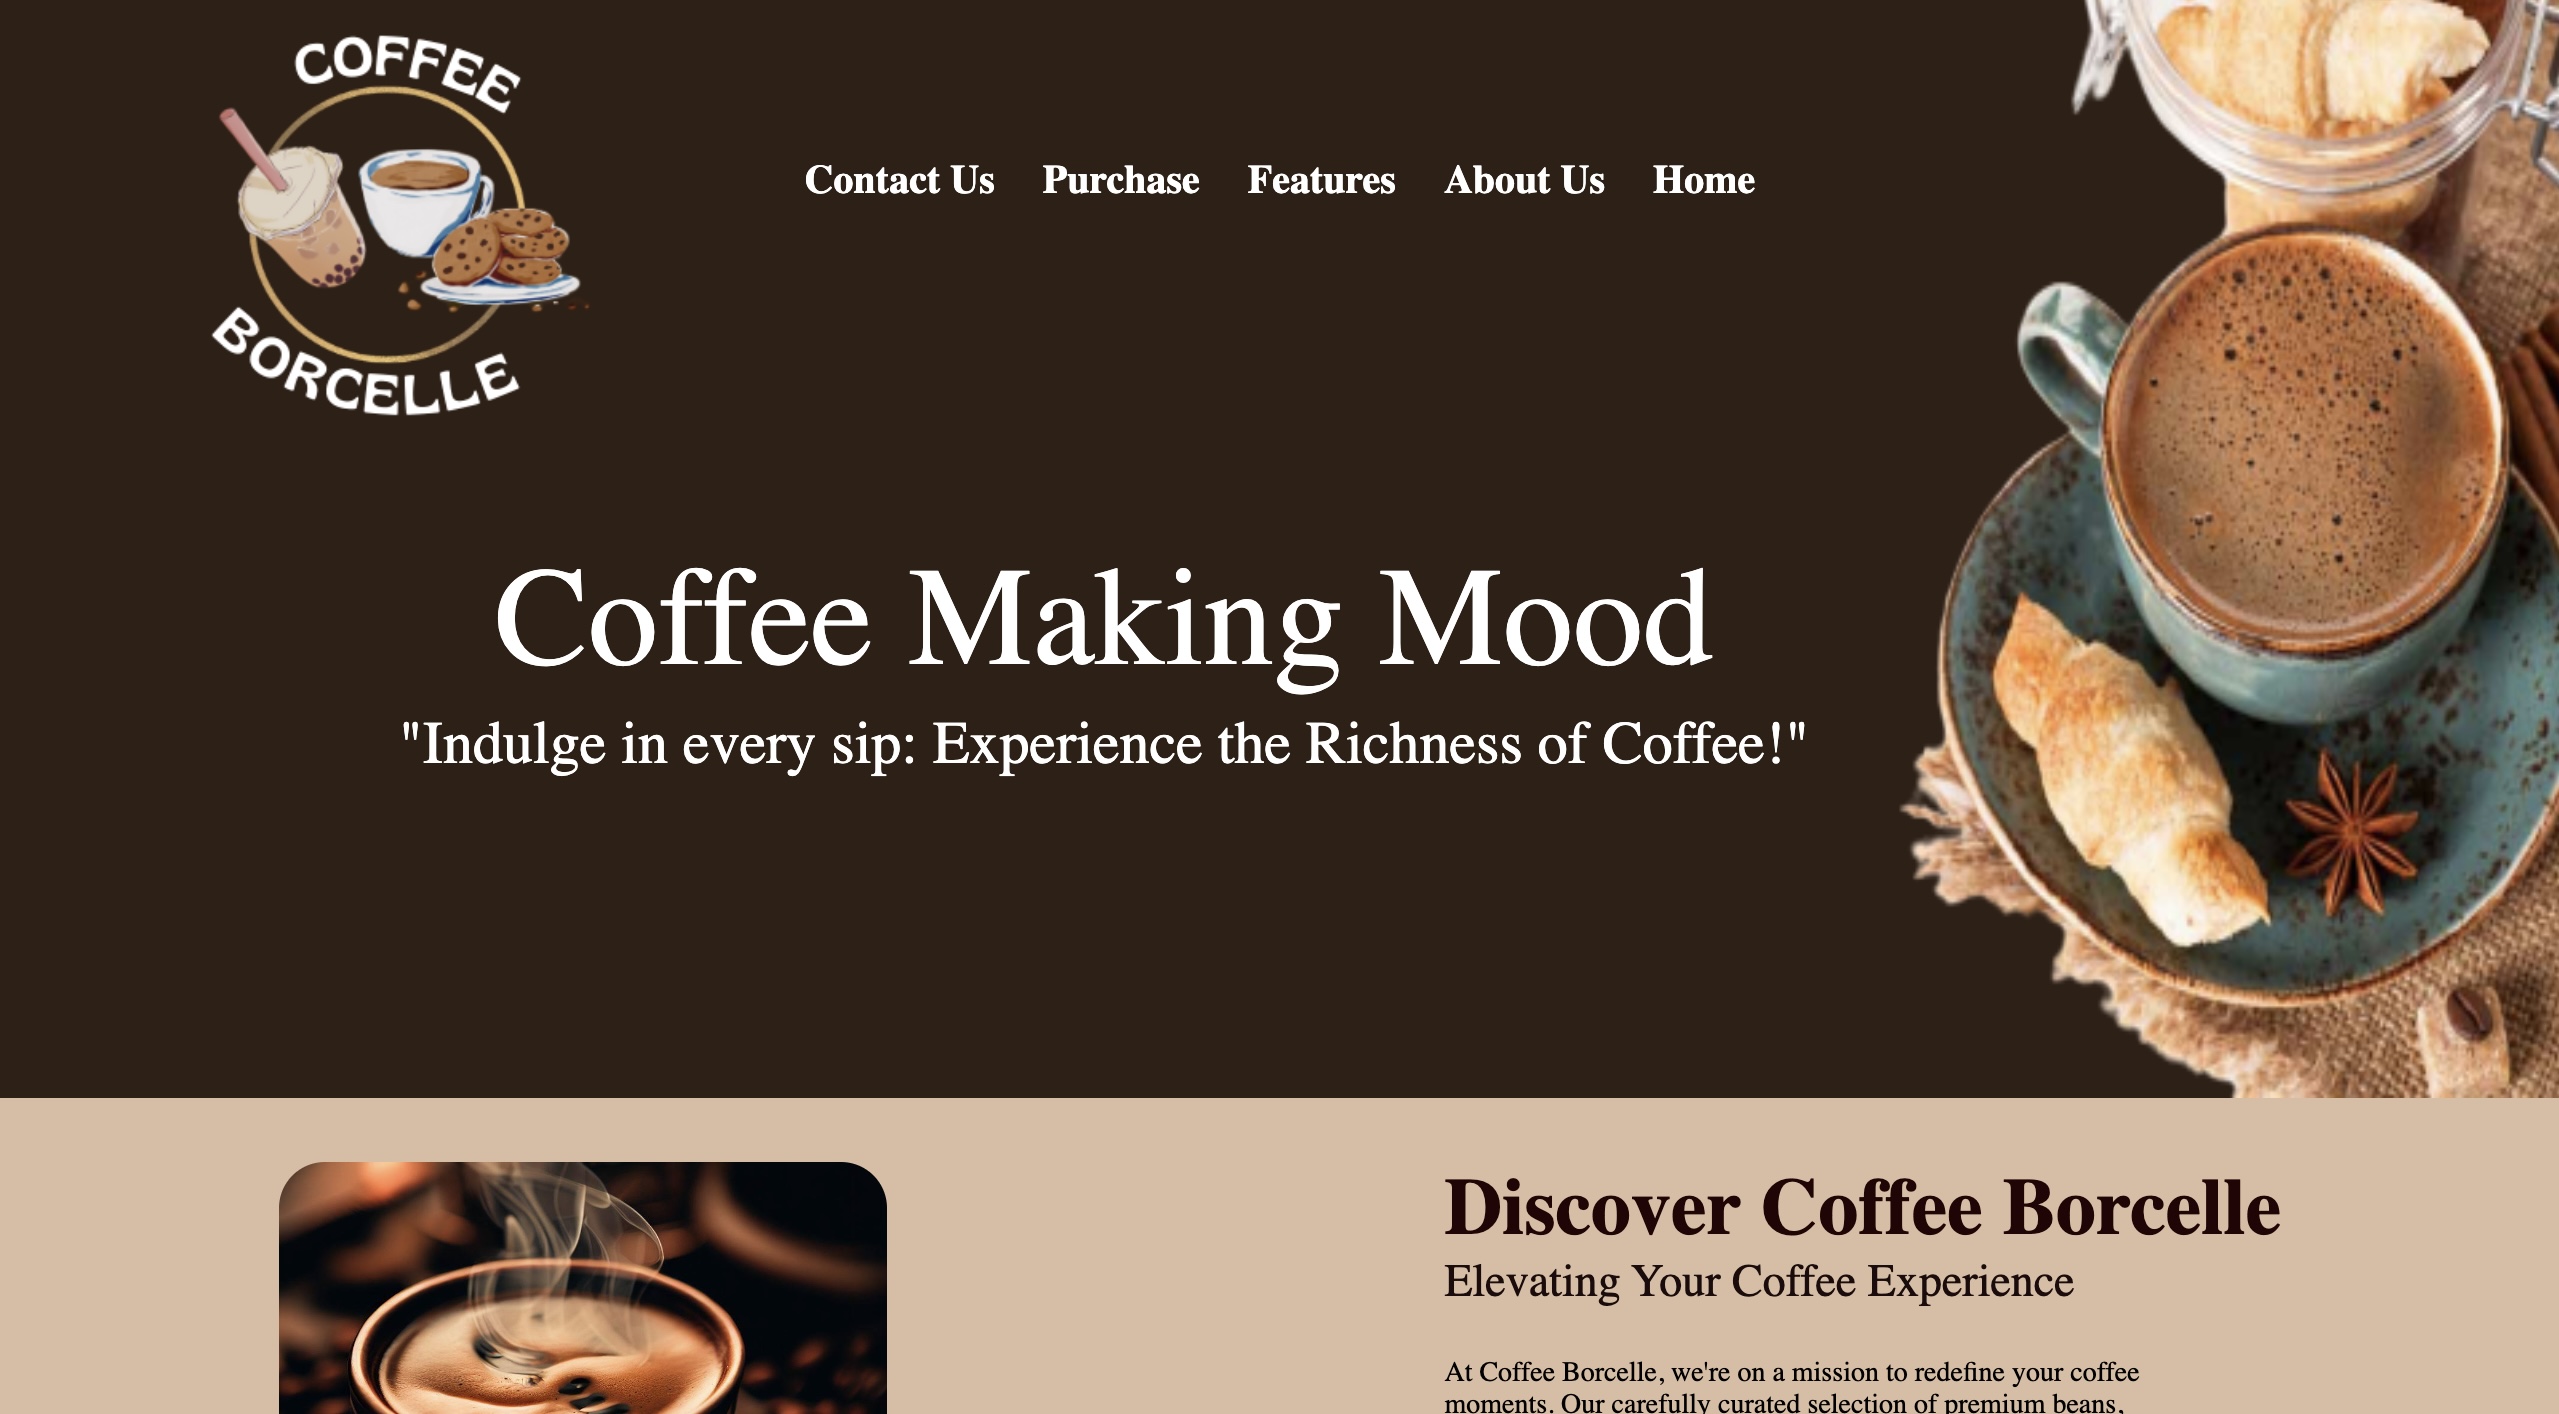 COFFEE
BORCELLE
Contact Us Purchase Features About Us Home
Coffee Making Mood
"Indulge in every sip: Experience the Richness of Coffee!"
Discover Coffee Borcelle
Elevating Your Coffee Experience
At Coffee Borcelle, we're on a mission to redefine your coffee
moments. Our carefully curated selection of premium beans,